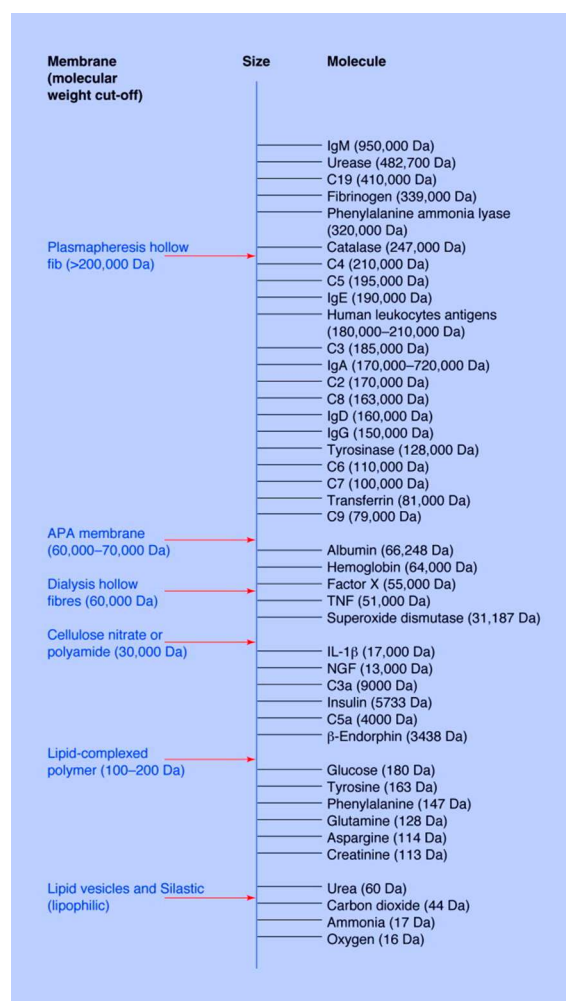 Membrane
(molecular
weight cut-off)
Size
Molecule
IgM (950,000 Da)
Urease (482,700 Da)
C19 (410,000 Da)
Fibrinogen (339,000 Da)
Phenylalanine ammonia lyase
(320,000 Da)
Plasmapheresis hollow
fib (>200,000 Da)
Catalase (247,000 Da)
C4 (210,000 Da)
C5 (195,000 Da)
IgE (190,000 Da)
Human leukocytes antigens
(180,000–210,000 Da)
C3 (185,000 Da)
IgA (170,000–720,000 Da)
C2 (170,000 Da)
C8 (163,000 Da)
IgD (160,000 Da)
IgG (150,000 Da)
Tyrosinase (128,000 Da)
C6 (110,000 Da)
C7 (100,000 Da)
Transferrin (81,000 Da)
C9 (79,000 Da)
APA membrane
(60,000–70,000 Da)
Albumin (66,248 Da)
Hemoglobin (64,000 Da)
Dialysis hollow
fibres (60,000 Da)
Factor X (55,000 Da)
TNF (51,000 Da)
Superoxide dismutase (31,187 Da)
Cellulose nitrate or
polyamide (30,000 Da)
IL-1β (17,000 Da)
NGF (13,000 Da)
C3a (9000 Da)
Insulin (5733 Da)
C5a (4000 Da)
β-Endorphin (3438 Da)
Lipid-complexed
polymer (100–200 Da)
Glucose (180 Da)
Tyrosine (163 Da)
Phenylalanine (147 Da)
Glutamine (128 Da)
Aspargine (114 Da)
Creatinine (113 Da)
Lipid vesicles and Silastic
(lipophilic)
Urea (60 Da)
Carbon dioxide (44 Da)
Ammonia (17 Da)
Oxygen (16 Da)